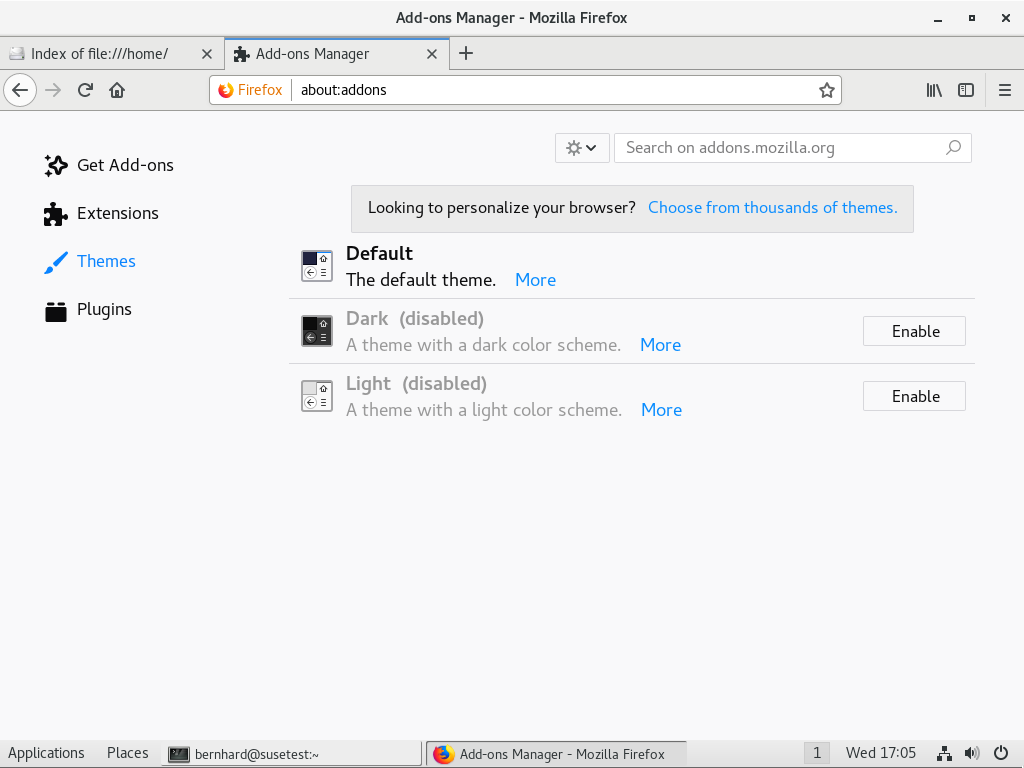 Add-ons Manager - Mozilla Firefox
Index of file:///home/
Add-ons Manager
Firefox
about:addons
Search on addons.mozilla.org
Get Add-ons
Extensions
Themes
Plugins
Looking to personalize your browser? Choose from thousands of themes.
Default
The default theme. More
Dark (disabled)
A theme with a dark color scheme. More
Enable
Light (disabled)
A theme with a light color scheme. More
Enable
Applications Places bernhard@susetest:~ Add-ons Manager - Mozilla Firefox 1 Wed 17:05